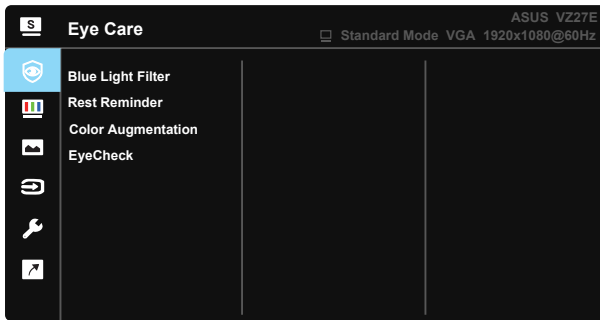 S
Eye Care
ASUS VZ27E
Standard Mode VGA 1920x1080@60Hz
Blue Light Filter
Rest Reminder
Color Augmentation
EyeCheck